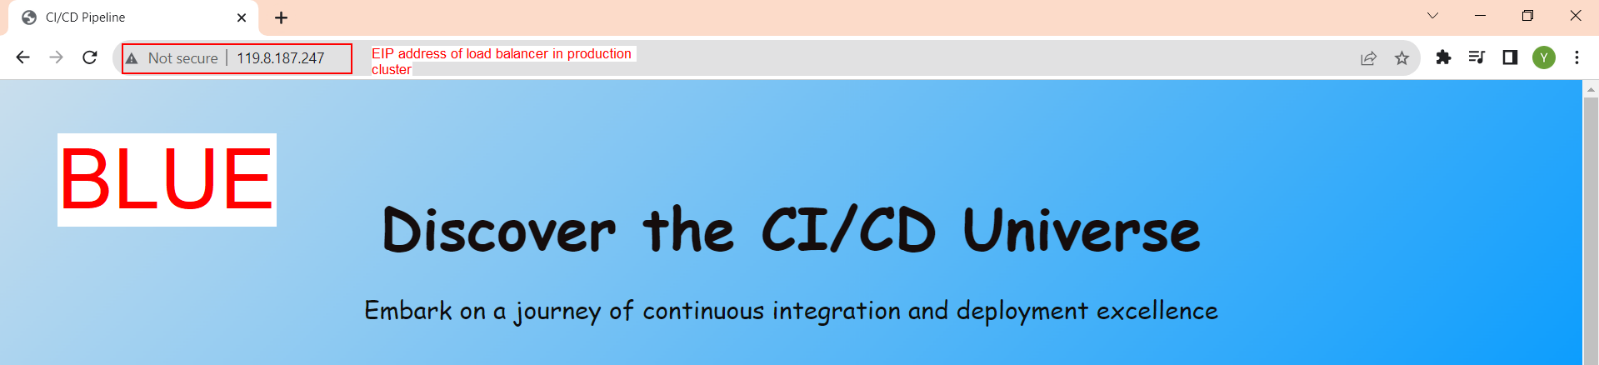 CI/CD Pipeline
Not secure | 119.8.187.247
EIP address of load balancer in production
cluster
Y
BLUE
Discover the CI/CD Universe
Embark on a journey of continuous integration and deployment excellence